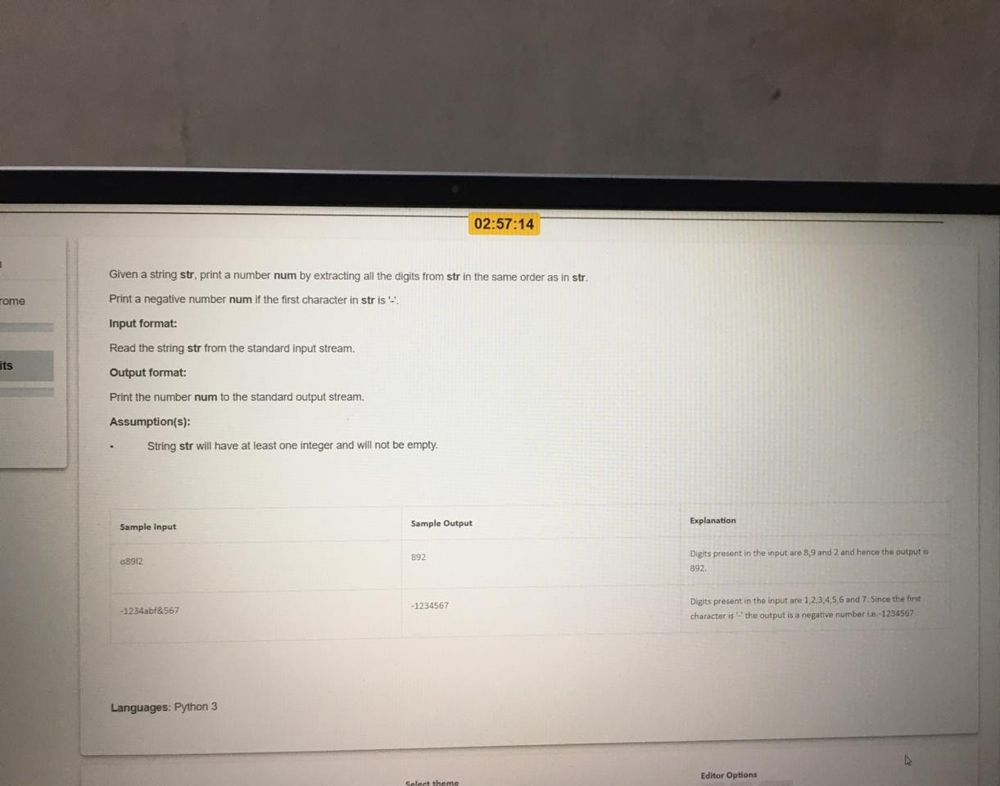 02:57:14
Given a string str, print a number num by extracting all the digits from str in the same order as in str.
Print a negative number num if the first character in str is '-'.
Input format:
rome
Read the string str from the standard input stream.
its
Output format:
Print the number num to the standard output stream.
Assumption(s):
• String str will have at least one integer and will not be empty.
Sample Input Sample Output Explanation
892 Digits present in the input are 8,9 and 2 and hence the output is
892.
-1234abf&567 -1234567 Digits present in the input are 1,2,3,4,5,6 and 7. Since the first
character is '-' the output is a negative number i.e.-1234567
Languages: Python 3
Select theme Editor Options